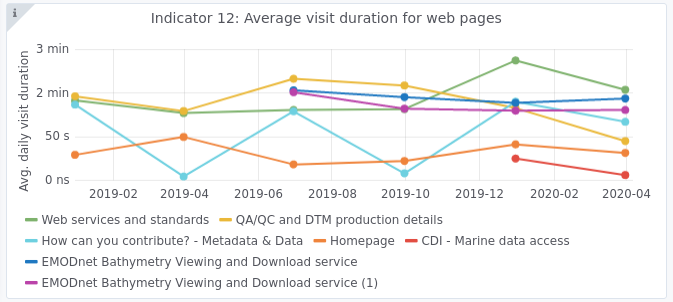 i
Indicator 12: Average visit duration for web pages
Avg. daily visit duration
3 min
2 min
50 s
0 ns
2019-02 2019-04 2019-06 2019-08 2019-10 2019-12 2020-02 2020-04
Web services and standards QA/QC and DTM production details
How can you contribute? - Metadata & Data Homepage CDI - Marine data access
EMODnet Bathymetry Viewing and Download service
EMODnet Bathymetry Viewing and Download service (1)